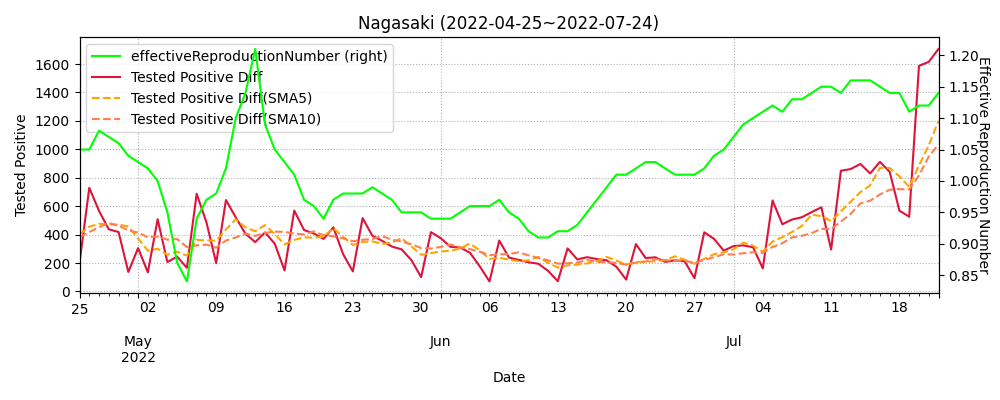 Nagasaki (2022-04-25~2022-07-24)
effectiveReproductionNumber (right)
Tested Positive Diff
Tested Positive Diff(SMA5)
Tested Positive Diff(SMA10)
Tested Positive
1600
1400
1200
1000
800
600
400
200
0
1.20
1.15
1.10
1.05
1.00
0.95
0.90
0.85
Effective Reproduction Number
25 02 09 16 23 30 06 13 20 27 04 11 18
May Jun Jul
2022
Date